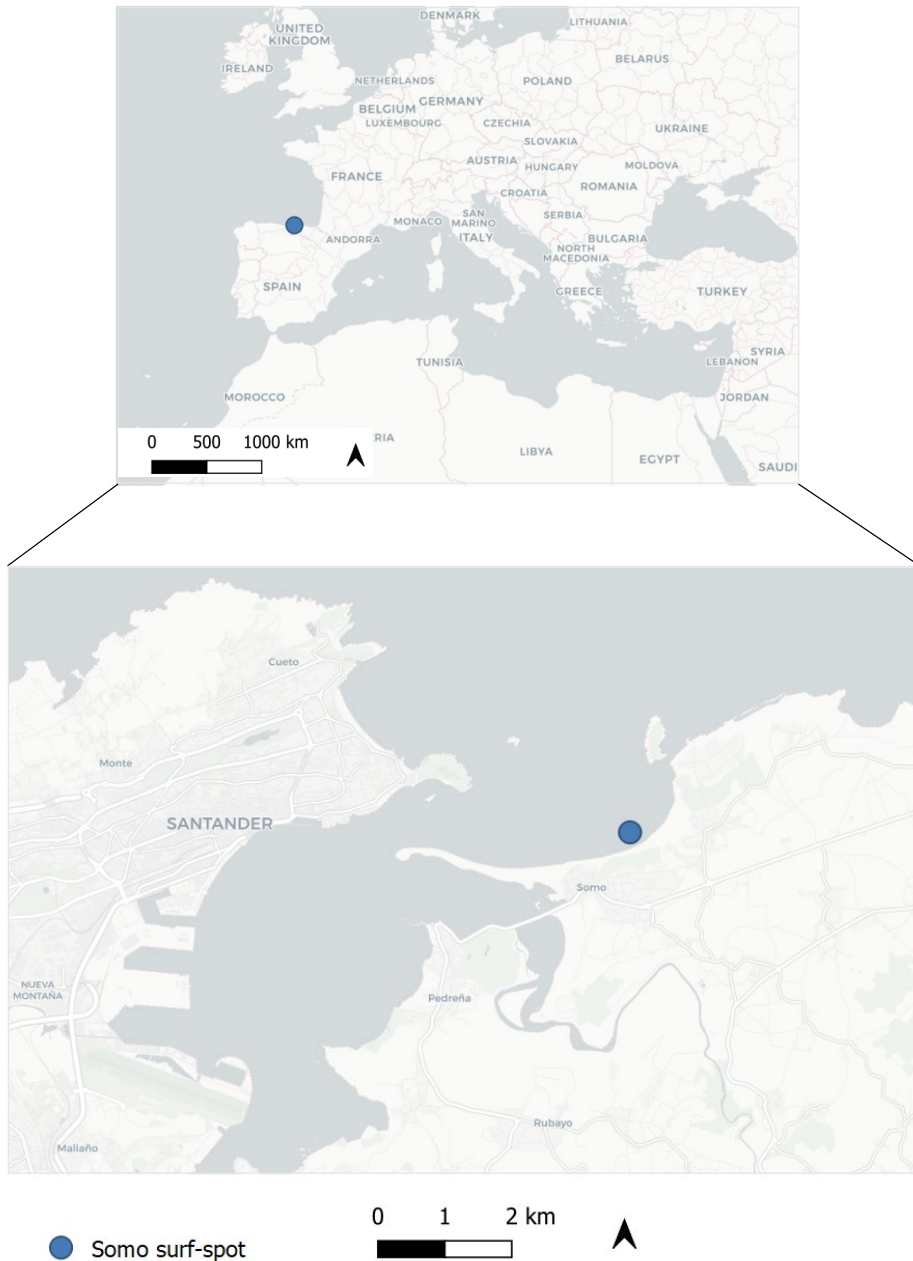 DENMARK
LITHUANIA
UNITED
KINGDOM
BELARUS
IRELAND
NETHERLANDS
POLAND
BELGIUM
GERMANY
LUXEMBOURG
CZECHIA
UKRAINE
SLOVAKIA
AUSTRIA
HUNGARY
MOLDOVA
FRANCE
ROMANIA
CROATIA
MONACO
SAN
MARINO
SERBIA
ITALY
ANDORRA
BULGARIA
NORTH
MACEDONIA
SPAIN
GREECE
TURKEY
SYRIA
TUNISIA
LEBANON
MOROCCO
JORDAN
RIA
LIBYA
EGYPT
SAUDI
0 500 1000 km
Cueto
Monte
SANTANDER
Somo
NUEVA
MONTAÑA
Pedreña
Rubayo
Maliaño
0 1 2 km
Somo surf-spot